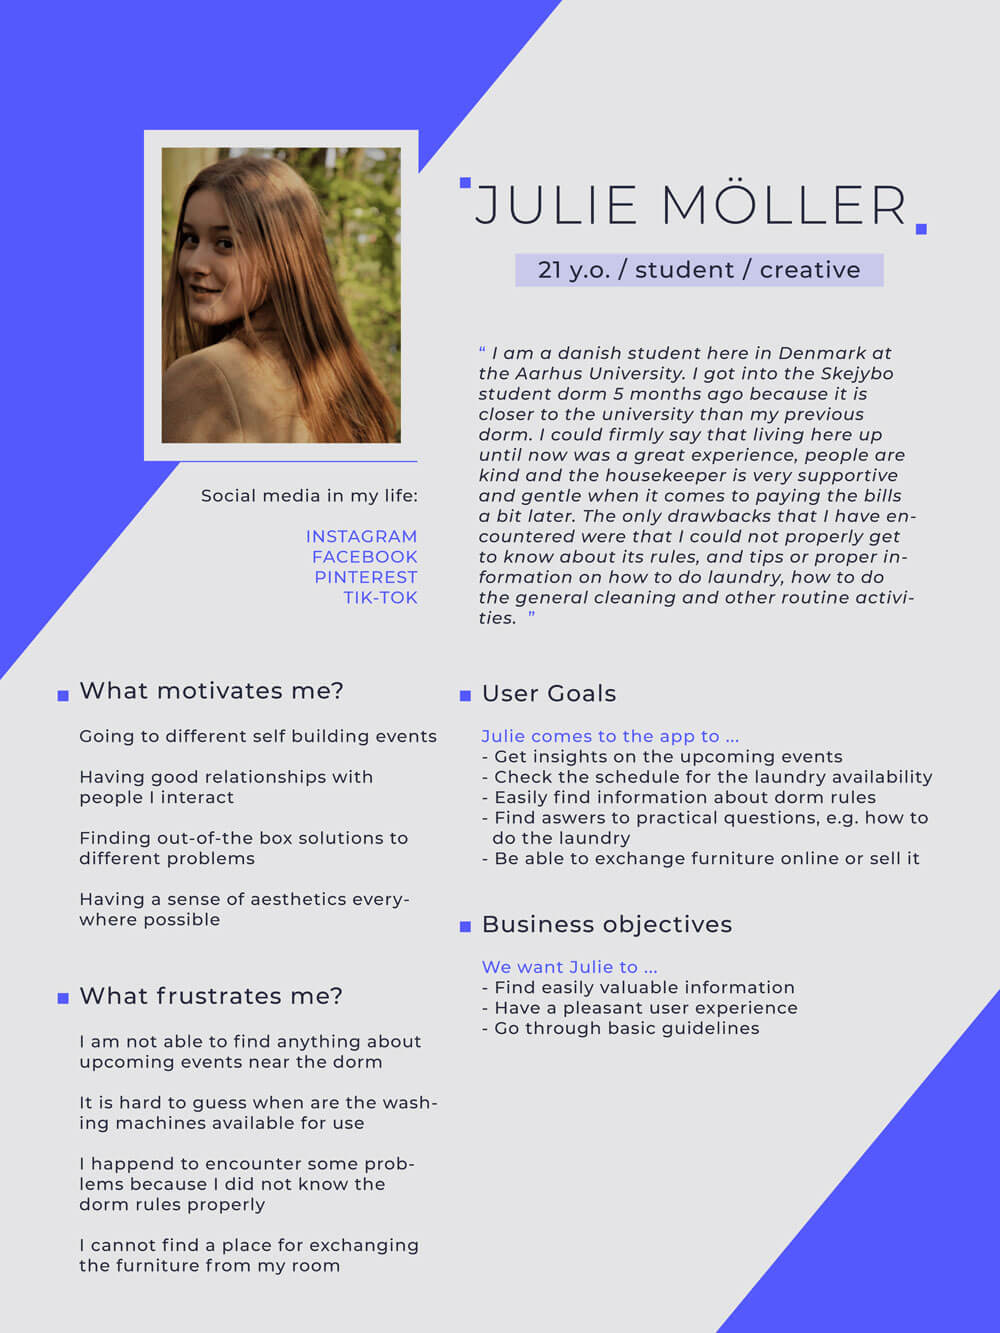 JULIE MÖLLER
21 y.o. / student / creative
“ I am a danish student here in Denmark at
the Aarhus University. I got into the Skejybo
student dorm 5 months ago because it is
closer to the university than my previous
dorm. I could firmly say that living here up
until now was a great experience, people are
kind and the housekeeper is very supportive
and gentle when it comes to paying the bills
a bit later. The only drawbacks that I have en-
countered were that I could not properly get
to know about its rules, and tips or proper in-
formation on how to do laundry, how to do
the general cleaning and other routine activi-
ties. ”
Social media in my life:
INSTAGRAM
FACEBOOK
PINTEREST
TIK-TOK
What motivates me?
Going to different self building events
Having good relationships with
people I interact
Finding out-of-the box solutions to
different problems
Having a sense of aesthetics every-
where possible
What frustrates me?
I am not able to find anything about
upcoming events near the dorm
It is hard to guess when are the wash-
ing machines available for use
I happend to encounter some prob-
lems because I did not know the
dorm rules properly
I cannot find a place for exchanging
the furniture from my room
User Goals
Julie comes to the app to ...
- Get insights on the upcoming events
- Check the schedule for the laundry availability
- Easily find information about dorm rules
- Find aswers to practical questions, e.g. how to
do the laundry
- Be able to exchange furniture online or sell it
Business objectives
We want Julie to ...
- Find easily valuable information
- Have a pleasant user experience
- Go through basic guidelines